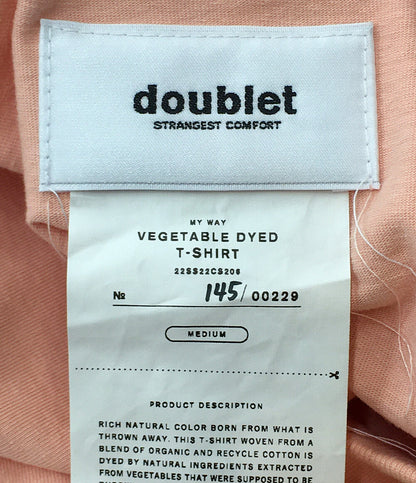 doublet
STRANGEST COMFORT
MY WAY
VEGETABLE DYED
T-SHIRT
22SS22CS206
№ 145/00229
MEDIUM
PRODUCT DESCRIPTION
RICH NATURAL COLOR BORN FROM WHAT IS
THROWN AWAY. THIS T-SHIRT WOVEN FROM A
BLEND OF ORGANIC AND RECYCLE COTTON IS
DYED BY NATURAL INGREDIENTS EXTRACTED
FROM VEGETABLES THAT WERE SUPPOSED TO BE